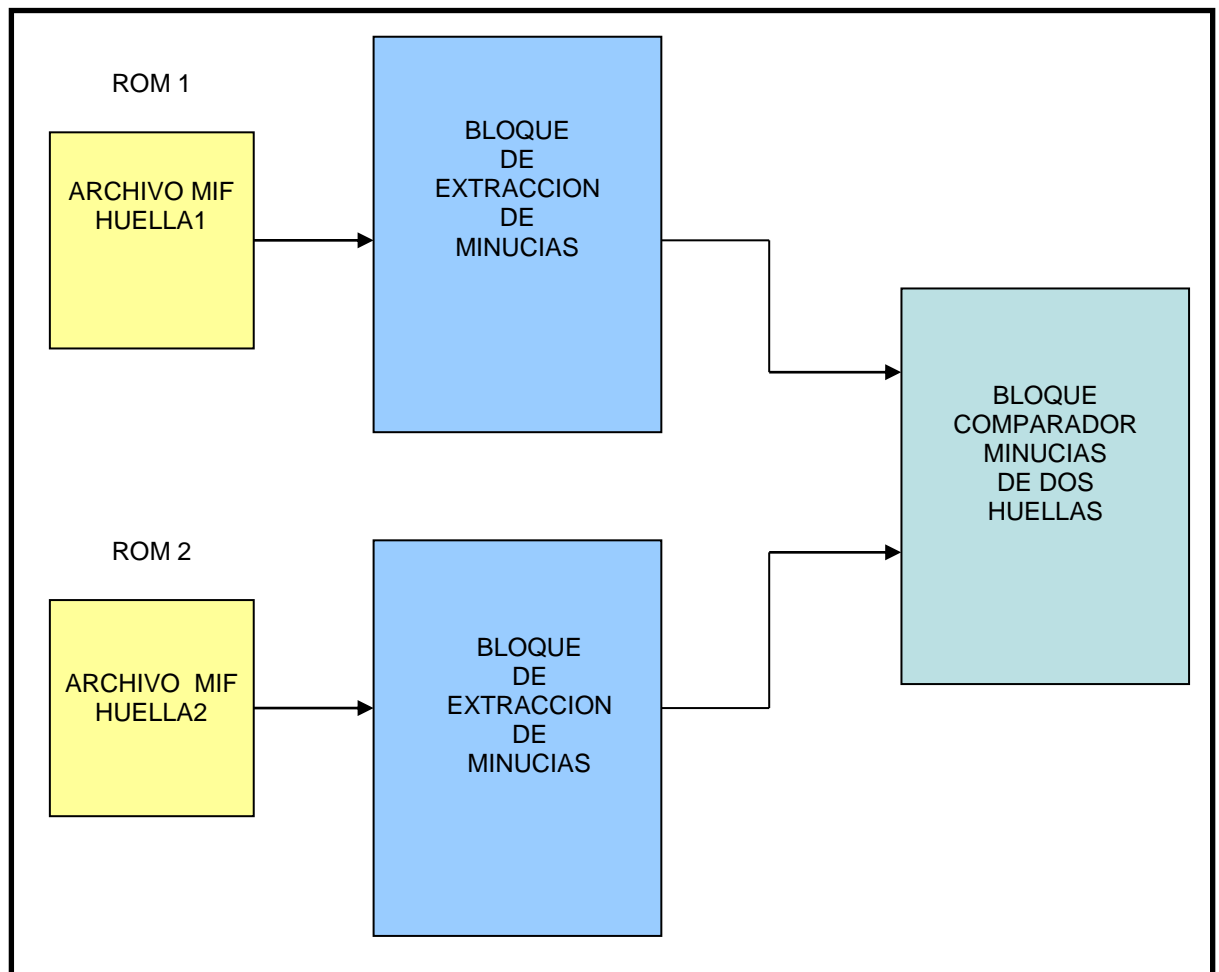 ROM 1
ARCHIVO MIF
HUELLA1
BLOQUE
DE
EXTRACCION
DE
MINUCIAS
BLOQUE
COMPARADOR
MINUCIAS
DE DOS
HUELLAS
ROM 2
ARCHIVO MIF
HUELLA2
BLOQUE
DE
EXTRACCION
DE
MINUCIAS